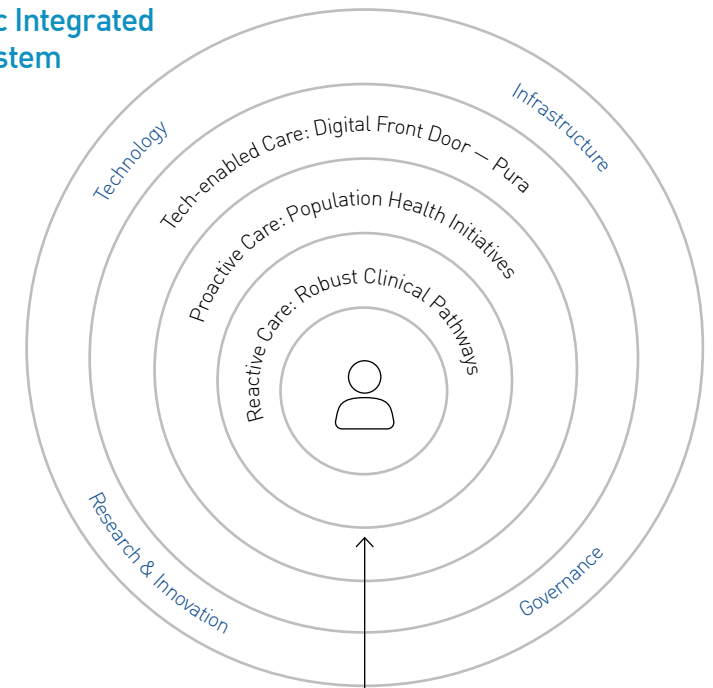 c Integrated
stem
Infrastructure
Technology
Tech-enabled Care: Digital Front Door — Pura
Proactive Care: Population Health Initiatives
Reactive Care: Robust Clinical Pathways
Research & Innovation
Governance